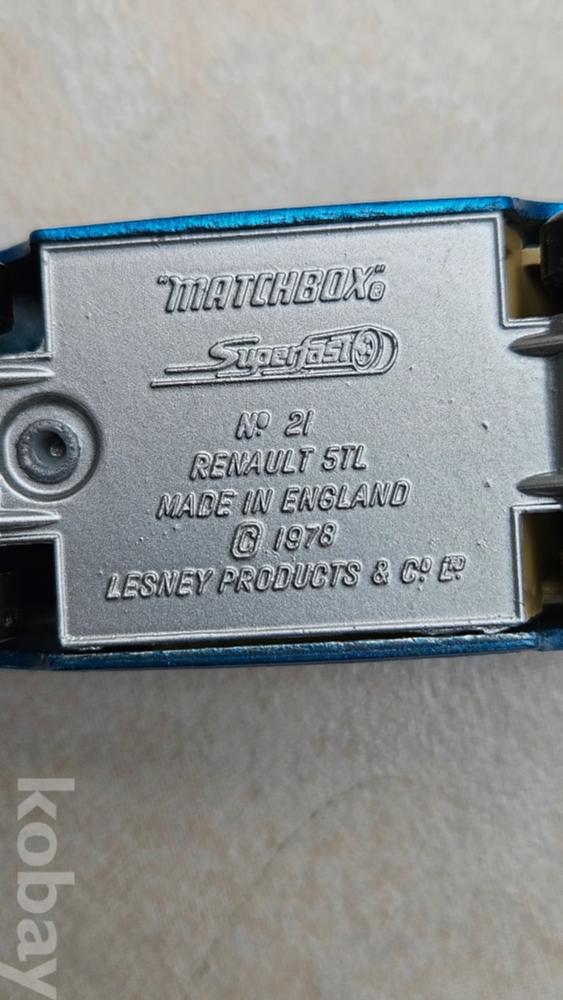 "MATCHBOX"®
Superfast
Nº 21
RENAULT 5TL
MADE IN ENGLAND
© 1978
LESNEY PRODUCTS & Cº Lᵀᴰ
kobay